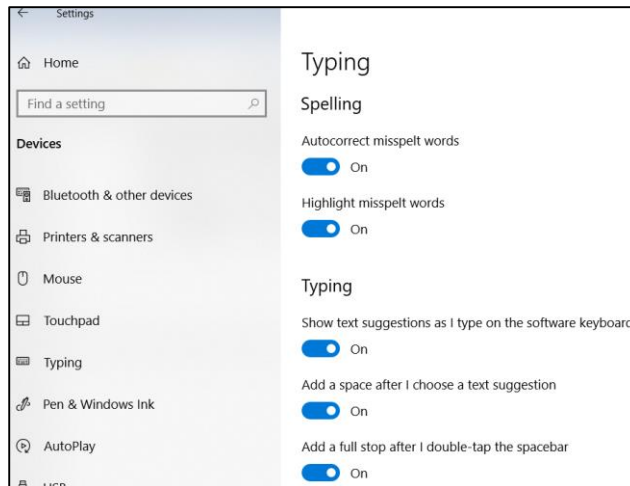 Settings
Home
Find a setting
Devices
Bluetooth & other devices
Printers & scanners
Mouse
Touchpad
Typing
Pen & Windows Ink
AutoPlay
USB
Typing
Spelling
Autocorrect misspelt words
On
Highlight misspelt words
On
Typing
Show text suggestions as I type on the software keyboard
On
Add a space after I choose a text suggestion
On
Add a full stop after I double-tap the spacebar
On